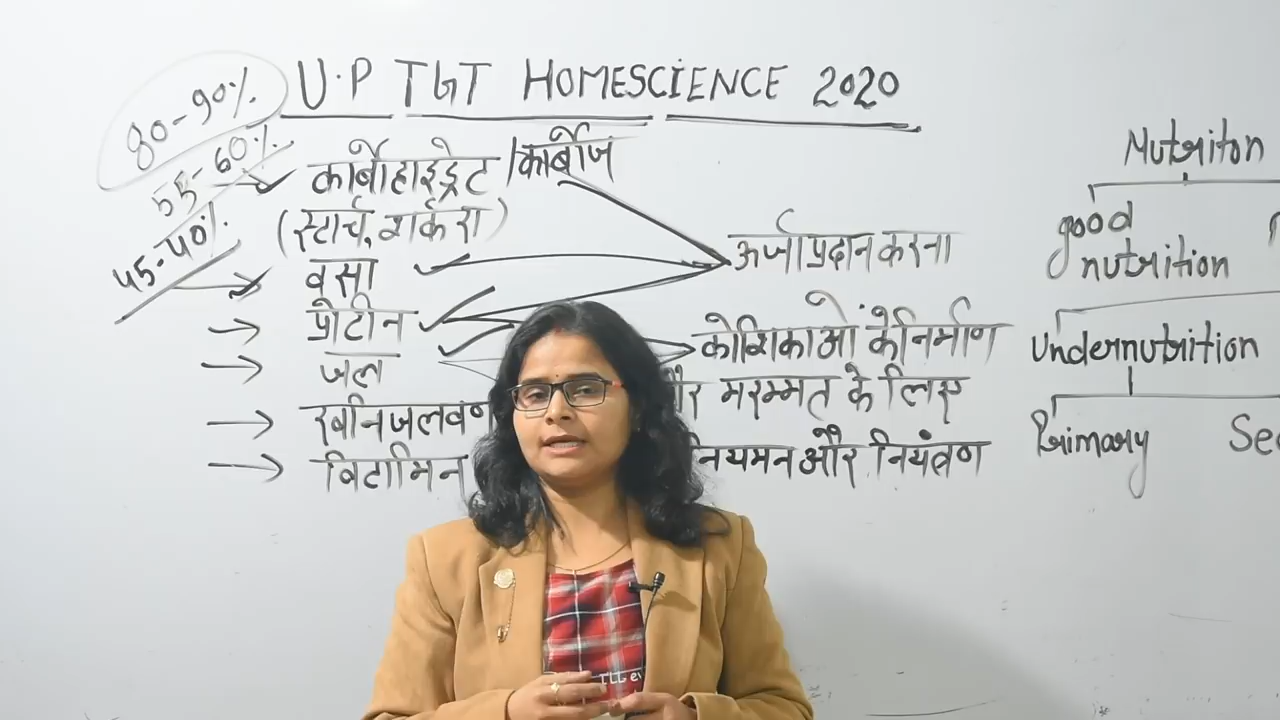 U.P TGT HOMESCIENCE 2020
80-90%
55-60%
45-40%
कार्बोहाइड्रेट /कार्बोज
(स्टार्च, शर्करा)
वसा
प्रोटीन
जल
खनिजलवण
विटामिन
ऊर्जा प्रदान करना
कोशिकाओं के निर्माण
मरम्मत के लिए
नियमन और नियंत्रण
Nutriton
good
nutrition
Undernutrition
Primary